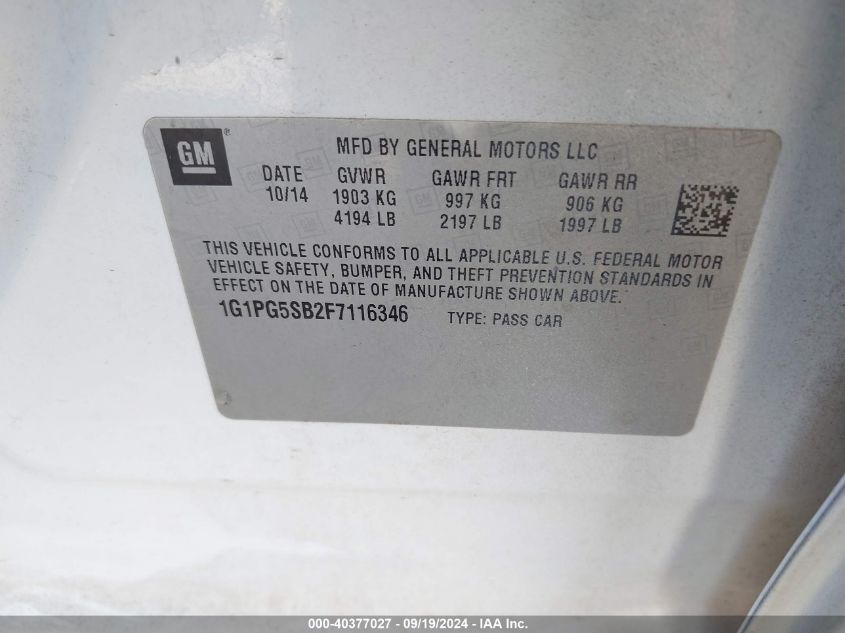 GM®
MFD BY GENERAL MOTORS LLC
DATE GVWR GAWR FRT GAWR RR
10/14 1903 KG 997 KG 906 KG
4194 LB 2197 LB 1997 LB
THIS VEHICLE CONFORMS TO ALL APPLICABLE U.S. FEDERAL MOTOR
VEHICLE SAFETY, BUMPER, AND THEFT PREVENTION STANDARDS IN
EFFECT ON THE DATE OF MANUFACTURE SHOWN ABOVE.
1G1PG5SB2F7116346 TYPE: PASS CAR
000-40377027 - 09/19/2024 - IAA Inc.